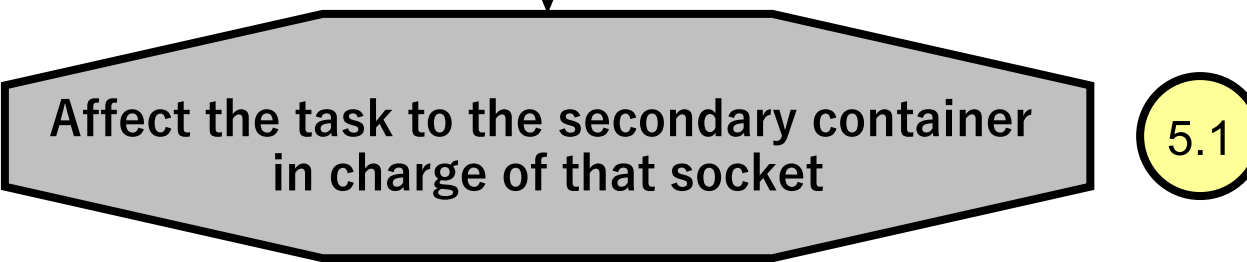 Affect the task to the secondary container
in charge of that socket
5.1